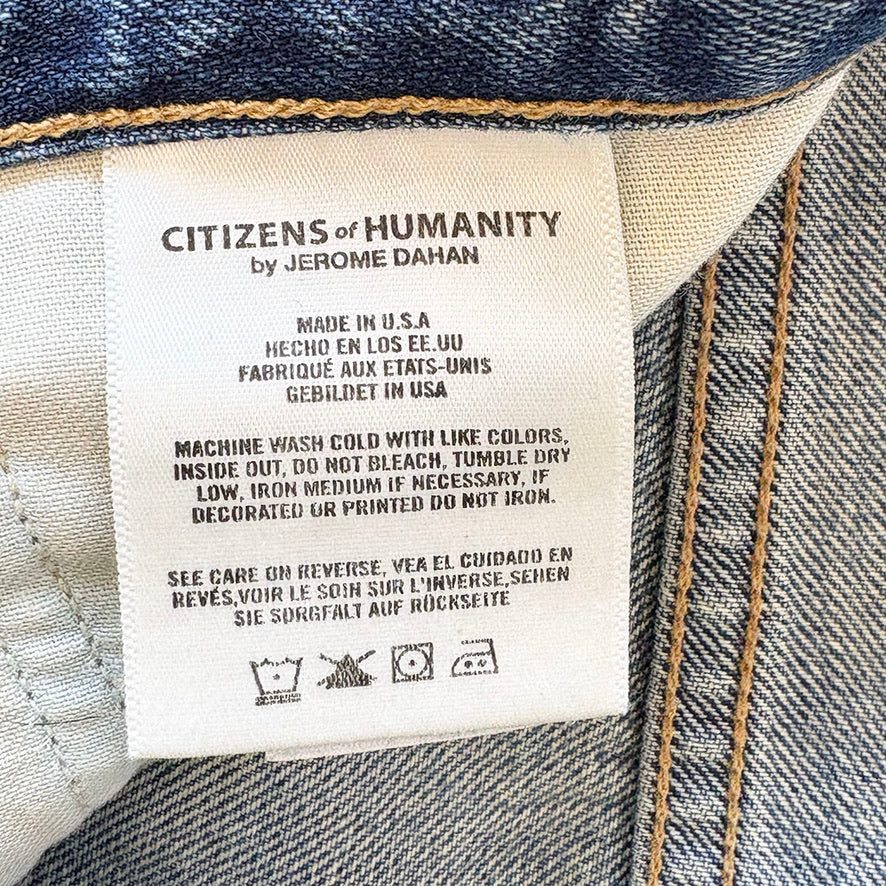 CITIZENS of HUMANITY
by JEROME DAHAN
MADE IN U.S.A
HECHO EN LOS EE.UU
FABRIQUÉ AUX ETATS-UNIS
GEBILDET IN USA
MACHINE WASH COLD WITH LIKE COLORS,
INSIDE OUT, DO NOT BLEACH, TUMBLE DRY
LOW, IRON MEDIUM IF NECESSARY, IF
DECORATED OR PRINTED DO NOT IRON.
SEE CARE ON REVERSE, VEA EL CUIDADO EN
REVÉS,VOIR LE SOIN SUR L'INVERSE,SEHEN
SIE SORGFALT AUF RÜCKSEITE